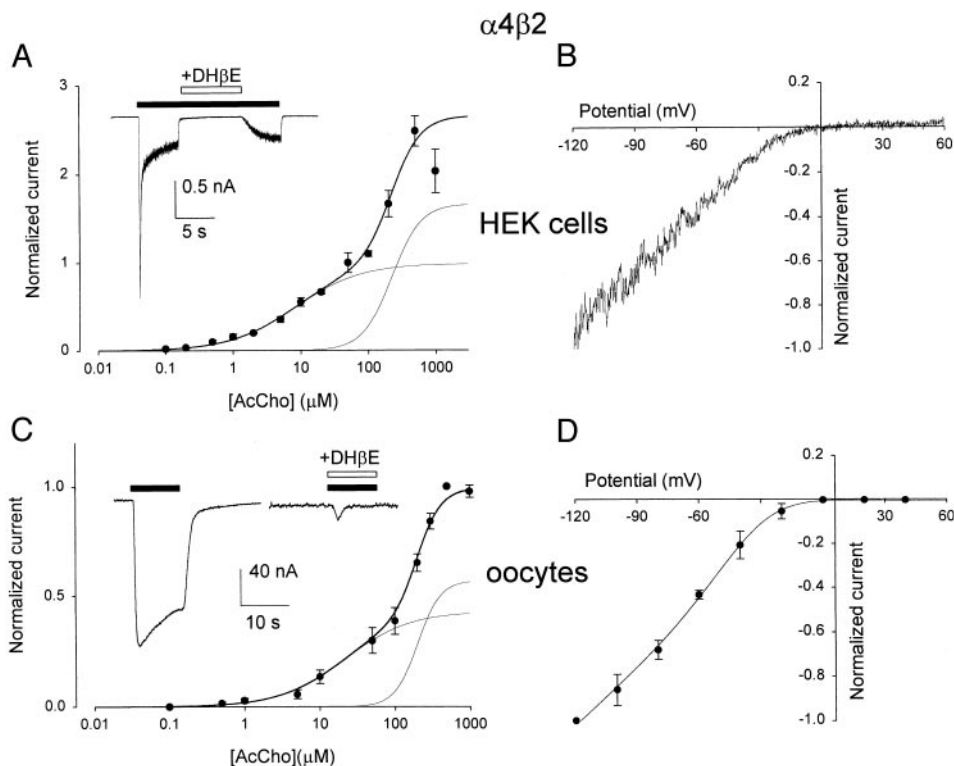 α4β2
A
+DHβE
3
2
1
0
Normalized current
0.5 nA
5 s
0.01 0.1 1 10 100 1000
[AcCho] (μM)
B
0.2
Potential (mV)
-120 -90 -60 30 60
-0.2
-0.4
-0.6
-0.8
-1.0
Normalized current
HEK cells
C
+DHβE
1.0
0.5
0.0
Normalized current
40 nA
10 s
0.01 0.1 1 10 100 1000
[AcCho](μM)
D
0.2
Potential (mV)
-120 -90 -60 30 60
-0.2
-0.4
-0.6
-0.8
-1.0
Normalized current
oocytes